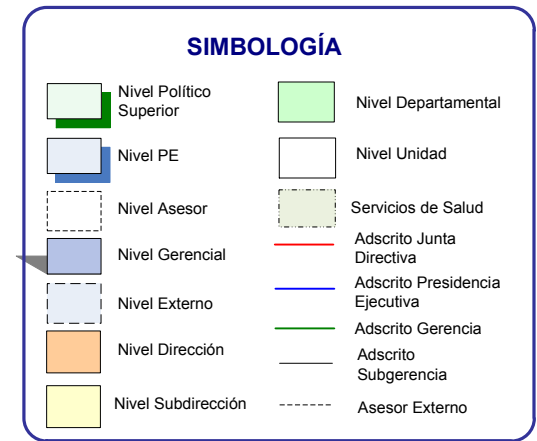 SIMBOLOGÍA
Nivel Político
Superior
Nivel PE
Nivel Asesor
Nivel Gerencial
Nivel Externo
Nivel Dirección
Nivel Subdirección
Nivel Departamental
Nivel Unidad
Servicios de Salud
Adscrito Junta
Directiva
Adscrito Presidencia
Ejecutiva
Adscrito Gerencia
Adscrito
Subgerencia
Asesor Externo